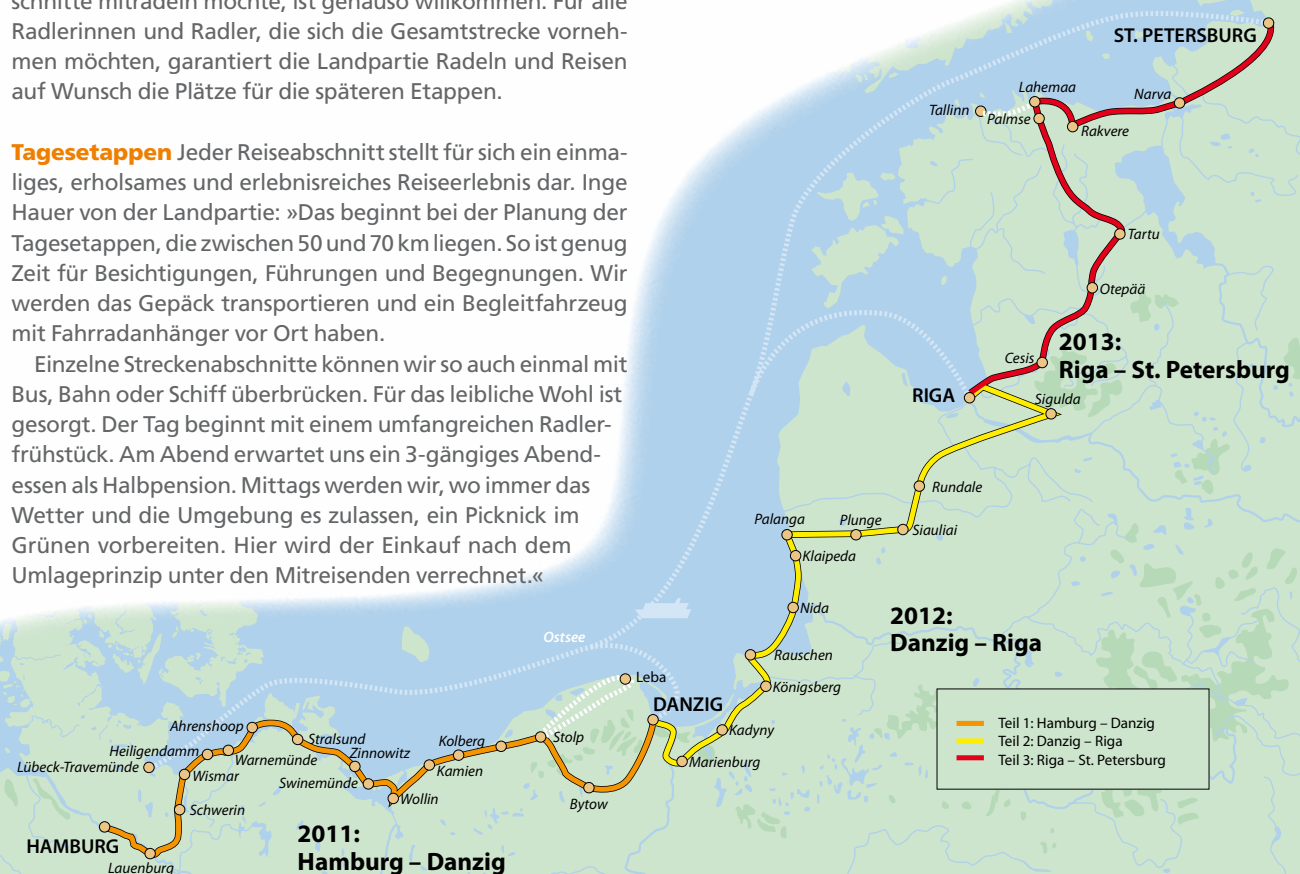 schnitte mitradeln möchte, ist genauso willkommen. Für alle
Radlerinnen und Radler, die sich die Gesamtstrecke vorneh-
men möchten, garantiert die Landpartie Radeln und Reisen
auf Wunsch die Plätze für die späteren Etappen.
Tagesetappen Jeder Reiseabschnitt stellt für sich ein einma-
liges, erholsames und erlebnisreiches Reiseerlebnis dar. Inge
Hauer von der Landpartie: »Das beginnt bei der Planung der
Tagesetappen, die zwischen 50 und 70 km liegen. So ist genug
Zeit für Besichtigungen, Führungen und Begegnungen. Wir
werden das Gepäck transportieren und ein Begleitfahrzeug
mit Fahrradanhänger vor Ort haben.
Einzelne Streckenabschnitte können wir so auch einmal mit
Bus, Bahn oder Schiff überbrücken. Für das leibliche Wohl ist
gesorgt. Der Tag beginnt mit einem umfangreichen Radler-
frühstück. Am Abend erwartet uns ein 3-gängiges Abend-
essen als Halbpension. Mittags werden wir, wo immer das
Wetter und die Umgebung es zulassen, ein Picknick im
Grünen vorbereiten. Hier wird der Einkauf nach dem
Umlageprinzip unter den Mitreisenden verrechnet.«
ST. PETERSBURG
Lahemaa
Narva
Tallinn
Palmse
Rakvere
Tartu
Otepää
2013:
Riga – St. Petersburg
Cesis
RIGA
Sigulda
Rundale
Palanga
Plunge
Siauliai
Klaipeda
Nida
2012:
Danzig – Riga
Ostsee
Rauschen
Leba
Königsberg
DANZIG
Kadyny
Marienburg
Teil 1: Hamburg – Danzig
Teil 2: Danzig – Riga
Teil 3: Riga – St. Petersburg
Ahrenshoop
Stralsund
Heiligendamm
Zinnowitz
Kolberg
Stolp
Lübeck-Travemünde
Warnemünde
Wismar
Swinemünde
Kamien
Wollin
Bytow
Schwerin
HAMBURG
Lauenburg
2011:
Hamburg – Danzig